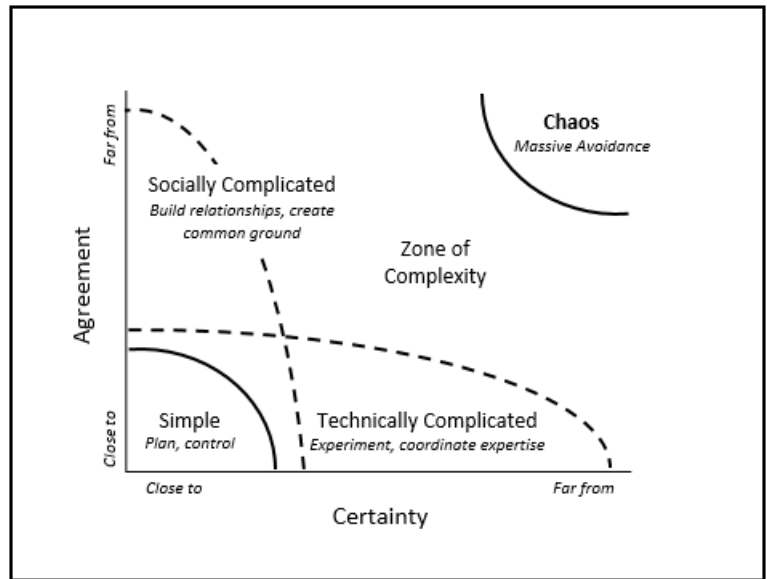 Far from
Chaos
Massive Avoidance
Socially Complicated
Build relationships, create
common ground
Zone of
Complexity
Agreement
Simple
Plan, control
Technically Complicated
Experiment, coordinate expertise
Close to
Close to
Far from
Certainty